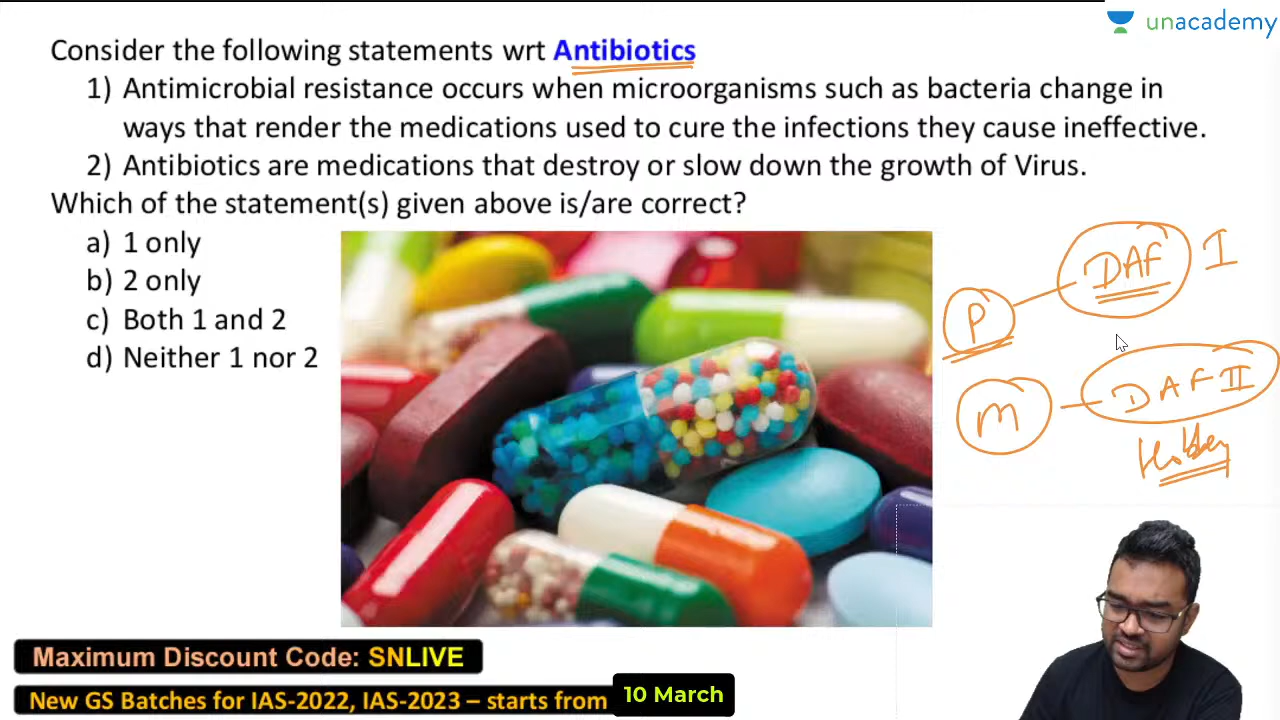 unacademy
Consider the following statements wrt Antibiotics
1) Antimicrobial resistance occurs when microorganisms such as bacteria change in
ways that render the medications used to cure the infections they cause ineffective.
2) Antibiotics are medications that destroy or slow down the growth of Virus.
Which of the statement(s) given above is/are correct?
a) 1 only
b) 2 only
c) Both 1 and 2
d) Neither 1 nor 2
P DAF I
M DAF II
Hobby
Maximum Discount Code: SNLIVE
New GS Batches for IAS-2022, IAS-2023 – starts from 10 March